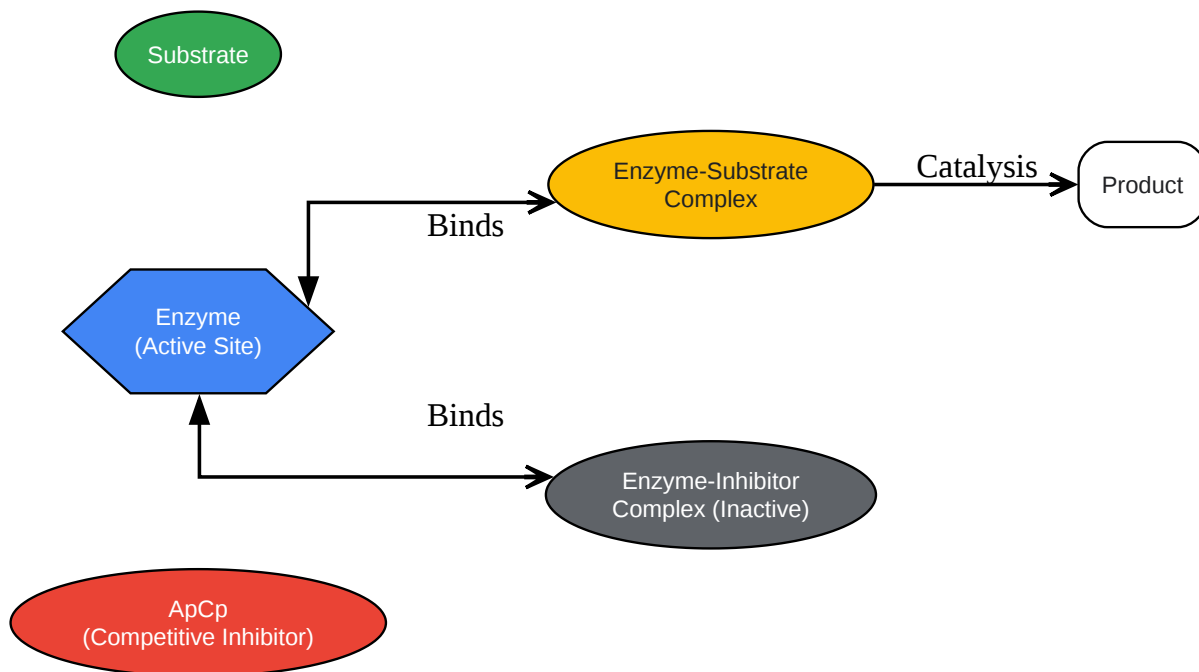 Substrate
Enzyme-Substrate
Complex
Catalysis
Product
Binds
Enzyme
(Active Site)
Binds
Enzyme-Inhibitor
Complex (Inactive)
ApCp
(Competitive Inhibitor)